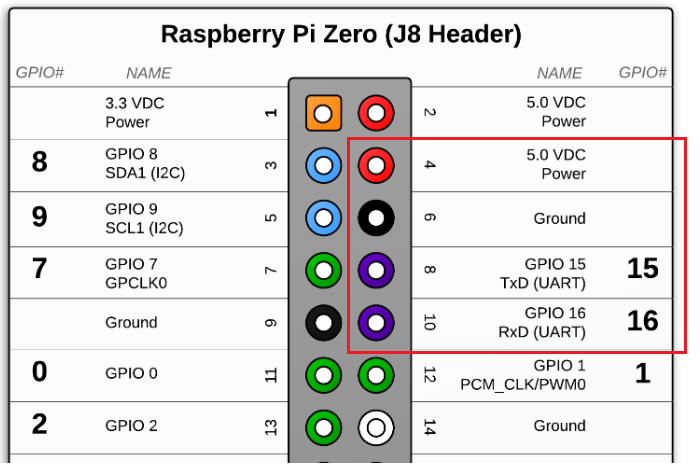 Raspberry Pi Zero (J8 Header)
GPIO# NAME NAME GPIO#
3.3 VDC
Power
1 2
5.0 VDC
Power
8
GPIO 8
SDA1 (I2C)
3 4
5.0 VDC
Power
9
GPIO 9
SCL1 (I2C)
5 6
Ground
7
GPIO 7
GPCLK0
7 8
GPIO 15
TxD (UART)
15
Ground
9 10
GPIO 16
RxD (UART)
16
0
GPIO 0
11 12
GPIO 1
PCM_CLK/PWM0
1
2
GPIO 2
13 14
Ground